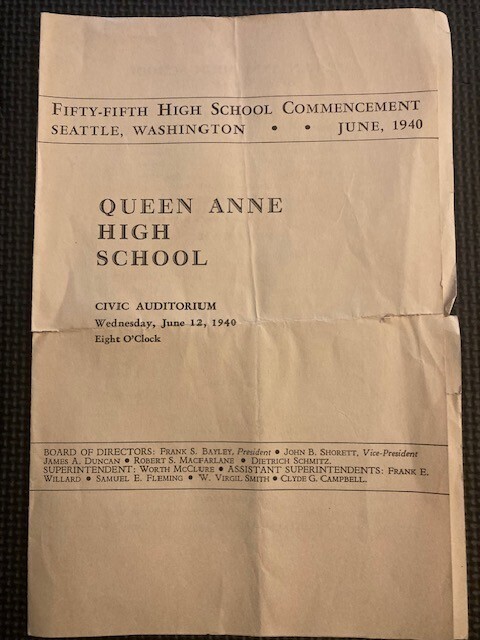 FIFTY-FIFTH HIGH SCHOOL COMMENCEMENT
SEATTLE, WASHINGTON • • JUNE, 1940
QUEEN ANNE
HIGH
SCHOOL
CIVIC AUDITORIUM
Wednesday, June 12, 1940
Eight O'Clock
BOARD OF DIRECTORS: FRANK S. BAYLEY, President • JOHN B. SHORETT, Vice-President
JAMES A. DUNCAN • ROBERT S. MACFARLANE • DIETRICH SCHMITZ.
SUPERINTENDENT: WORTH MCCLURE • ASSISTANT SUPERINTENDENTS: FRANK E.
WILLARD • SAMUEL E. FLEMING • W. VIRGIL SMITH • CLYDE G. CAMPBELL.